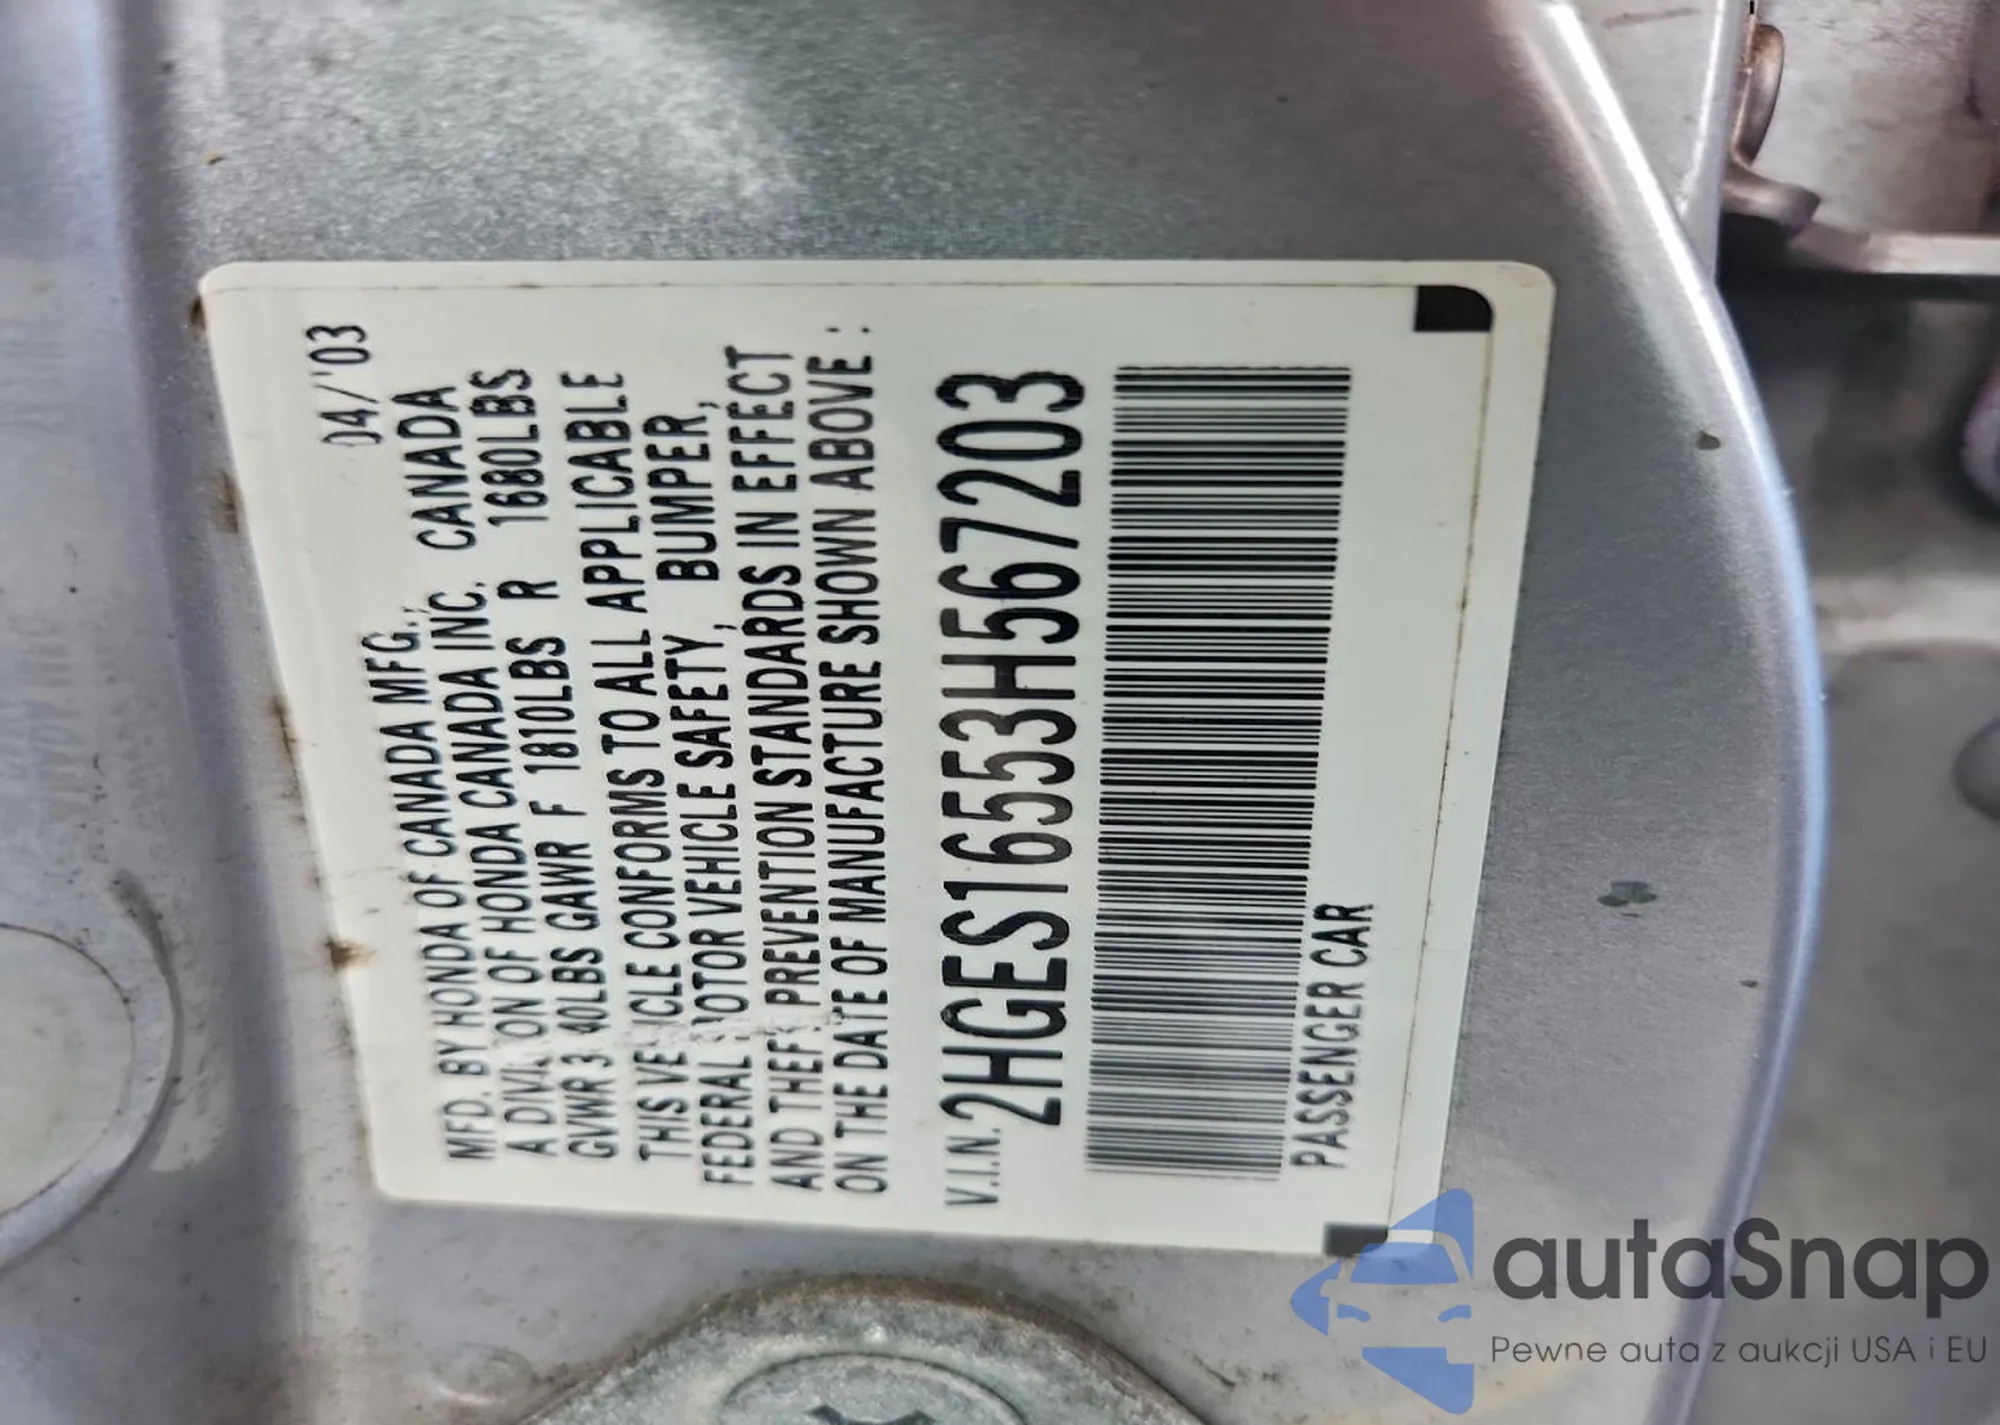 04/'03
MFD. BY HONDA OF CANADA MFG.,
A DIVISION OF HONDA CANADA INC. CANADA
GVWR 3 40LBS GAWR F 1810LBS R 1680LBS
THIS VEHICLE CONFORMS TO ALL APPLICABLE
FEDERAL MOTOR VEHICLE SAFETY, BUMPER,
AND THEFT PREVENTION STANDARDS IN EFFECT
ON THE DATE OF MANUFACTURE SHOWN ABOVE :
V.I.N. 2HGES16553H567203
PASSENGER CAR
autaSnap
Pewne auta z aukcji USA i EU